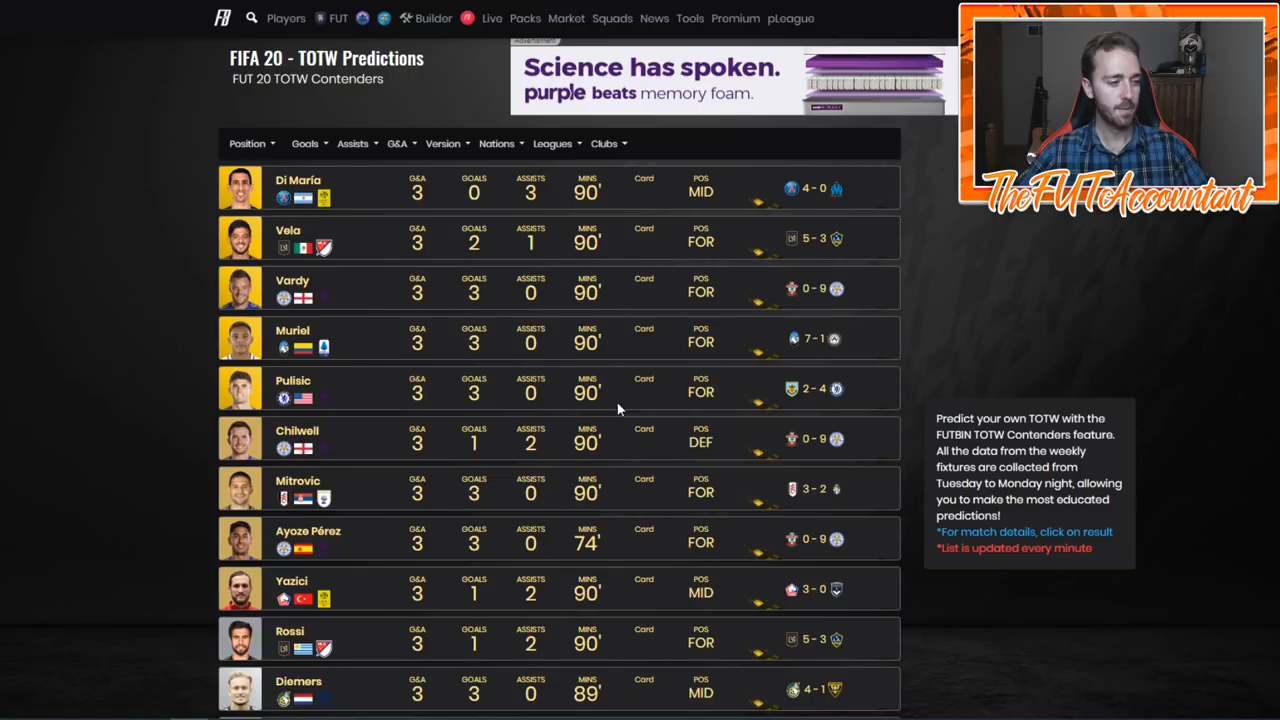 FB Players FUT Builder Live Packs Market Squads News Tools Premium pLeague
FIFA 20 - TOTW Predictions
FUT 20 TOTW Contenders
Advertisement
Science has spoken.
purple beats memory foam.
TheFUTAccountant
Position Goals Assists G&A Version Nations Leagues Clubs
Di María G&A 3 GOALS 0 ASSISTS 3 MINS 90' Card POS MID 4 - 0
Vela G&A 3 GOALS 2 ASSISTS 1 MINS 90' Card POS FOR 5 - 3
Vardy G&A 3 GOALS 3 ASSISTS 0 MINS 90' Card POS FOR 0 - 9
Muriel G&A 3 GOALS 3 ASSISTS 0 MINS 90' Card POS FOR 7 - 1
Pulisic G&A 3 GOALS 3 ASSISTS 0 MINS 90' Card POS FOR 2 - 4
Chilwell G&A 3 GOALS 1 ASSISTS 2 MINS 90' Card POS DEF 0 - 9
Mitrovic G&A 3 GOALS 3 ASSISTS 0 MINS 90' Card POS FOR 3 - 2
Ayoze Pérez G&A 3 GOALS 3 ASSISTS 0 MINS 74' Card POS FOR 0 - 9
Yazici G&A 3 GOALS 1 ASSISTS 2 MINS 90' Card POS MID 3 - 0
Rossi G&A 3 GOALS 1 ASSISTS 2 MINS 90' Card POS FOR 5 - 3
Diemers G&A 3 GOALS 3 ASSISTS 0 MINS 89' Card POS MID 4 - 1
Predict your own TOTW with the
FUTBIN TOTW Contenders feature.
All the data from the weekly
fixtures are collected from
Tuesday to Monday night, allowing
you to make the most educated
predictions!
*For match details, click on result
*List is updated every minute